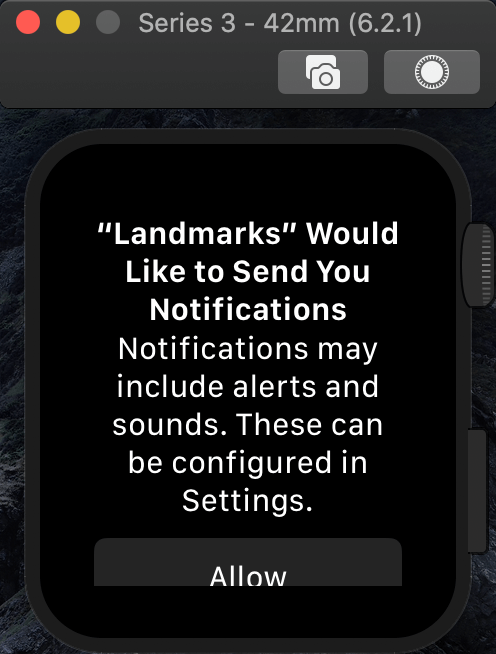 Series 3 - 42mm (6.2.1)
“Landmarks” Would
Like to Send You
Notifications
Notifications may
include alerts and
sounds. These can
be configured in
Settings.
Allow